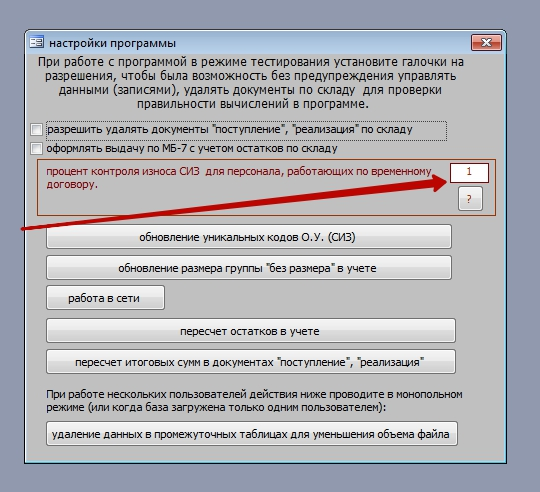 настройки программы
При работе с программой в режиме тестирования установите галочки на
разрешения, чтобы была возможность без предупреждения управлять
данными (записями), удалять документы по складу для проверки
правильности вычислений в программе.
разрешить удалять документы "поступление", "реализация" по складу
оформлять выдачу по МБ-7 с учетом остатков по складу
процент контроля износа СИЗ для персонала, работающих по временному
договору.
1
?
обновление уникальных кодов О.У. (СИЗ)
обновление размера группы "без размера" в учете
работа в сети
пересчет остатков в учете
пересчет итоговых сумм в документах "поступление", "реализация"
При работе нескольких пользователей действия ниже проводите в монопольном
режиме (или когда база загружена только одним пользователем):
удаление данных в промежуточных таблицах для уменьшения объема файла